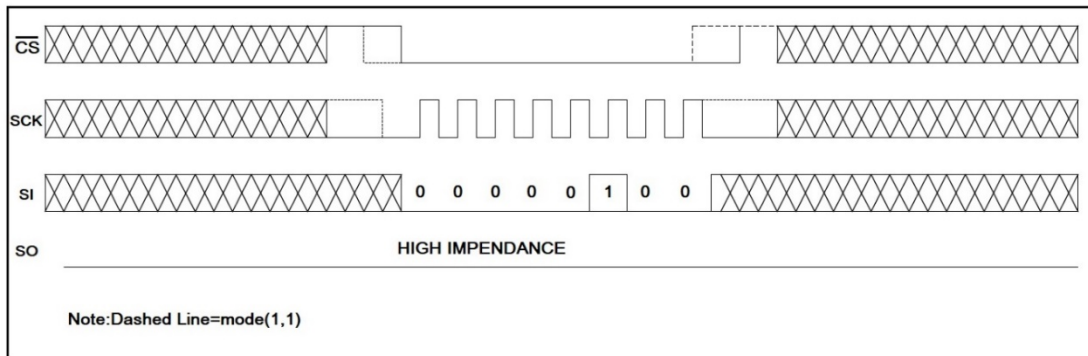 CS
SCK
SI 0 0 0 0 0 1 0 0
SO HIGH IMPENDANCE
Note:Dashed Line=mode(1,1)